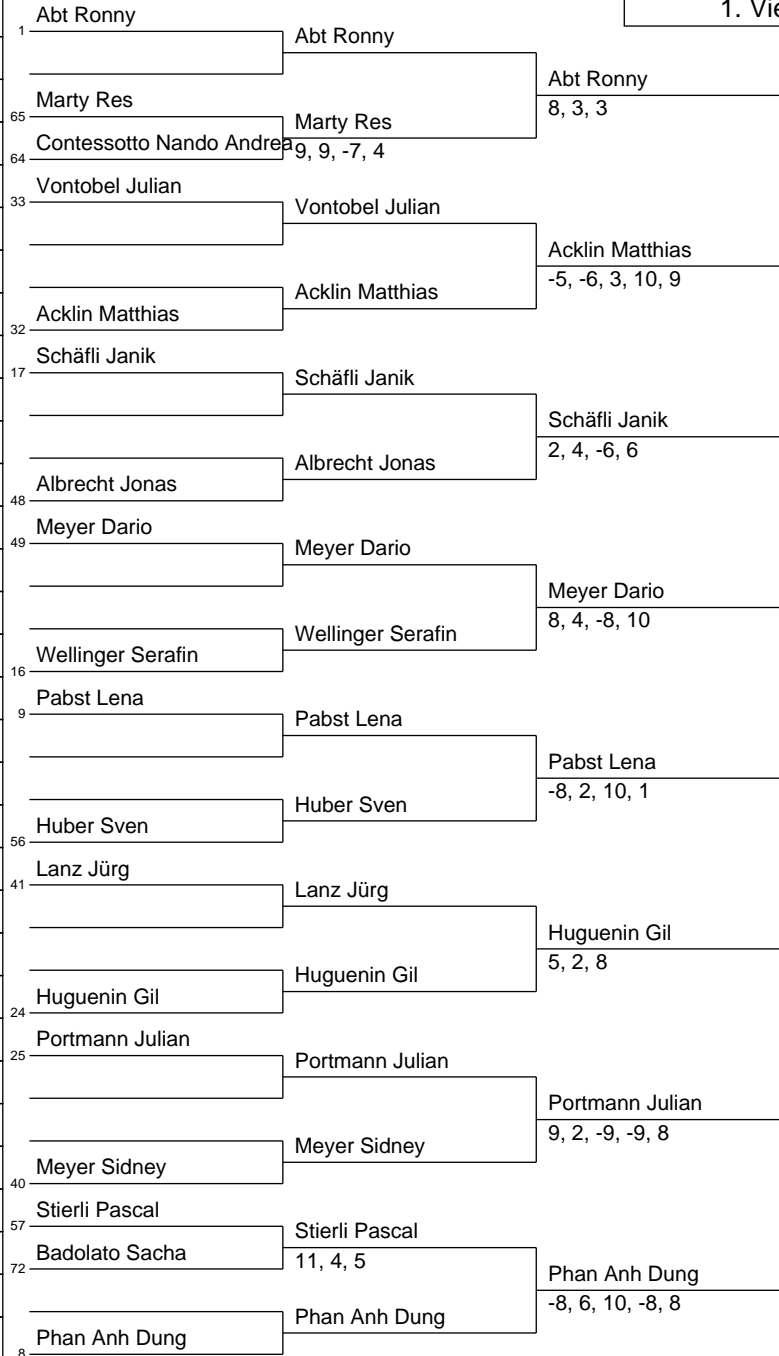 1. Vie
Abt Ronny
1
Abt Ronny
Abt Ronny
8, 3, 3
Marty Res
65
Marty Res
Contessotto Nando Andrea
9, 9, -7, 4
64
Vontobel Julian
33
Vontobel Julian
Acklin Matthias
-5, -6, 3, 10, 9
Acklin Matthias
Acklin Matthias
32
Schäfli Janik
17
Schäfli Janik
Schäfli Janik
2, 4, -6, 6
Albrecht Jonas
Albrecht Jonas
48
Meyer Dario
49
Meyer Dario
Meyer Dario
8, 4, -8, 10
Wellinger Serafin
Wellinger Serafin
16
Pabst Lena
9
Pabst Lena
Pabst Lena
-8, 2, 10, 1
Huber Sven
Huber Sven
56
Lanz Jürg
41
Lanz Jürg
Huguenin Gil
5, 2, 8
Huguenin Gil
Huguenin Gil
24
Portmann Julian
25
Portmann Julian
Portmann Julian
9, 2, -9, -9, 8
Meyer Sidney
Meyer Sidney
40
Stierli Pascal
57
Stierli Pascal
Badolato Sacha
11, 4, 5
72
Phan Anh Dung
-8, 6, 10, -8, 8
Phan Anh Dung
Phan Anh Dung
8